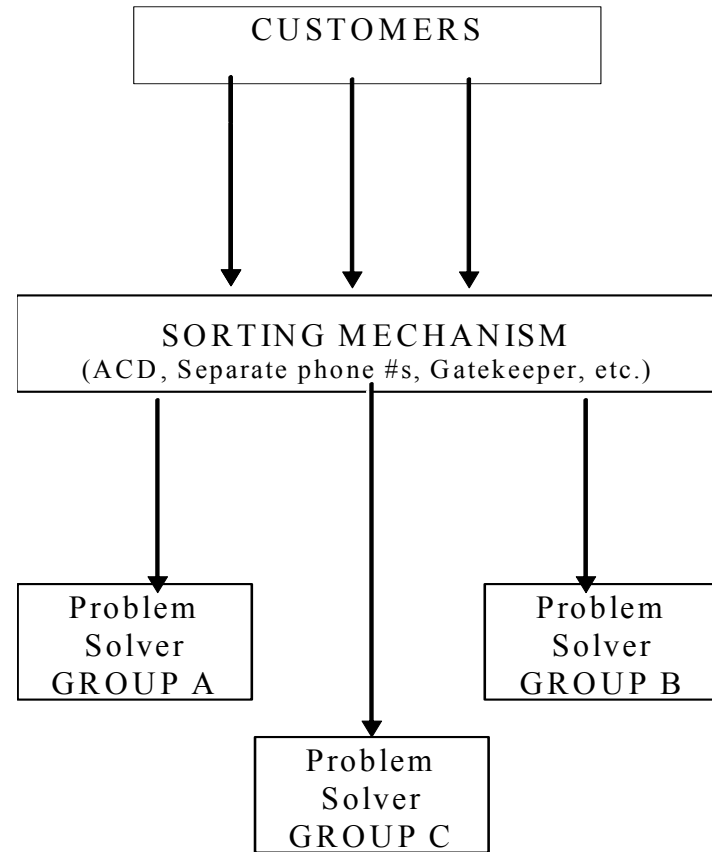 CUSTOMERS
SORTING MECHANISM
(ACD, Separate phone #s, Gatekeeper, etc.)
Problem
Solver
GROUP A
Problem
Solver
GROUP B
Problem
Solver
GROUP C